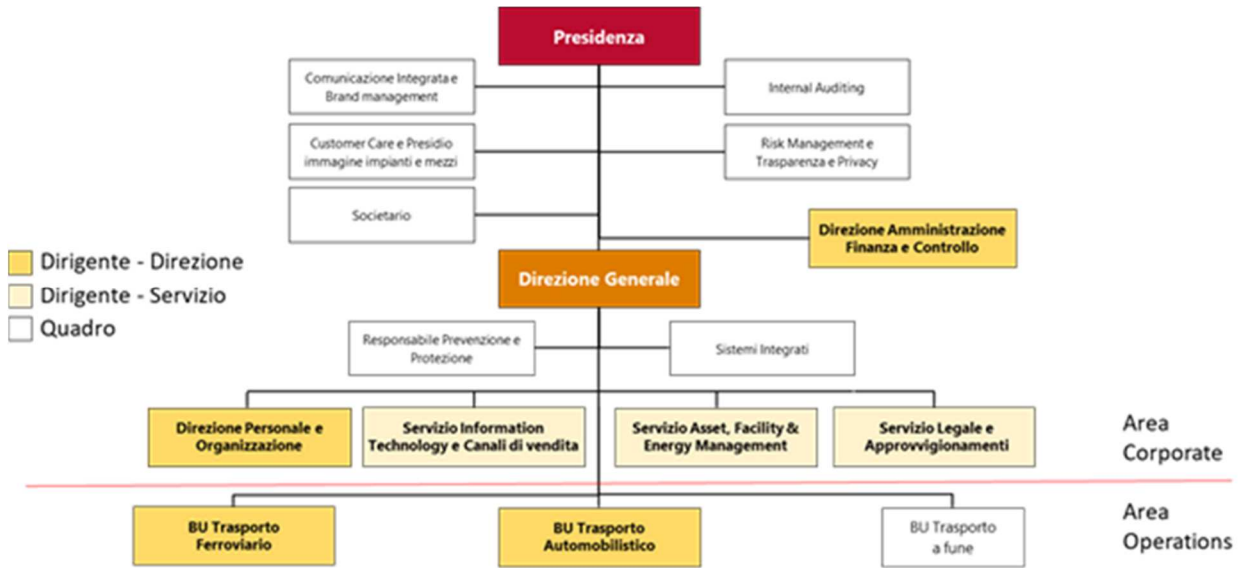 Presidenza
Comunicazione Integrata e
Brand management
Internal Auditing
Customer Care e Presidio
immagine impianti e mezzi
Risk Management e
Trasparenza e Privacy
Societario
Direzione Amministrazione
Finanza e Controllo
Dirigente - Direzione
Dirigente - Servizio
Quadro
Direzione Generale
Responsabile Prevenzione e
Protezione
Sistemi Integrati
Direzione Personale e
Organizzazione
Servizio Information
Technology e Canali di vendita
Servizio Asset, Facility &
Energy Management
Servizio Legale e
Approvvigionamenti
Area
Corporate
BU Trasporto
Ferroviario
BU Trasporto
Automobilistico
BU Trasporto
a fune
Area
Operations